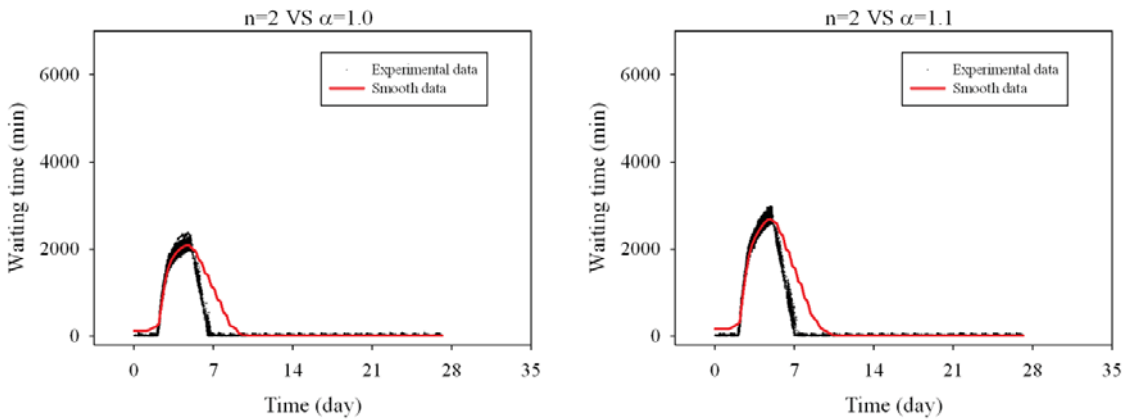 n=2 VS α=1.0
Experimental data
Smooth data
6000
4000
2000
0
Waiting time (min)
0 7 14 21 28 35
Time (day)
n=2 VS α=1.1
Experimental data
Smooth data
6000
4000
2000
0
Waiting time (min)
0 7 14 21 28 35
Time (day)